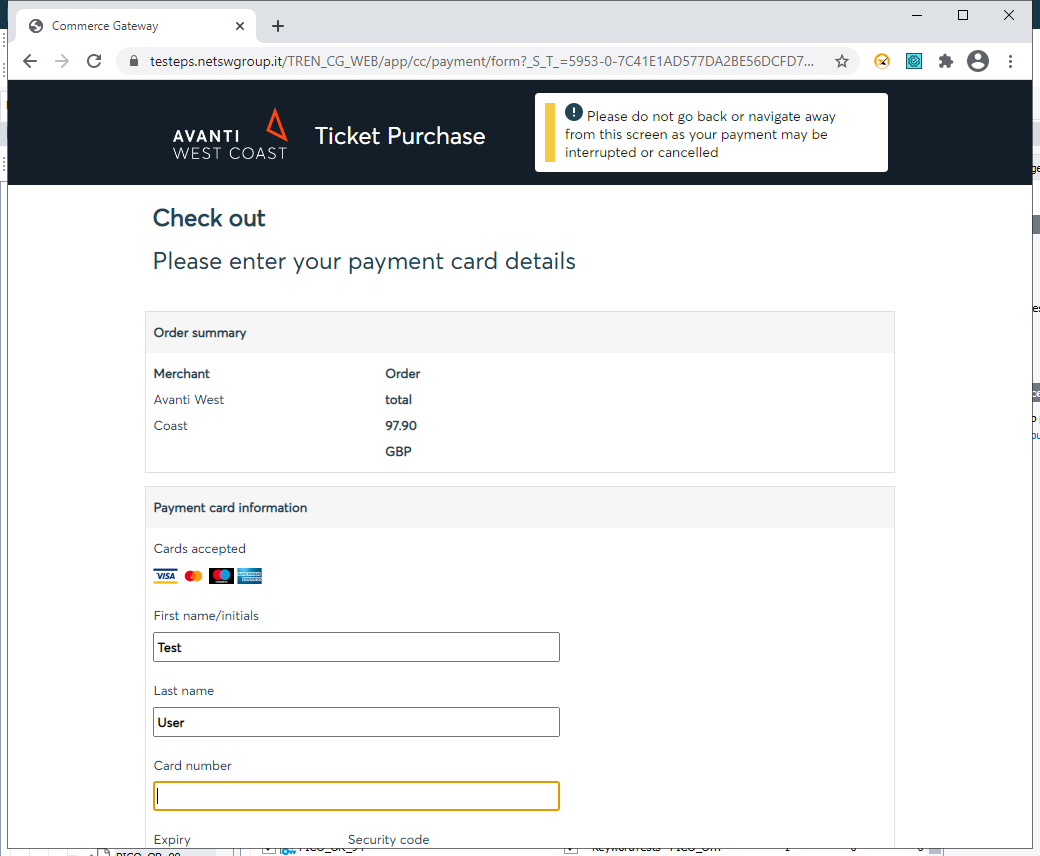 Commerce Gateway
testeps.netswgroup.it/TREN_CG_WEB/app/cc/payment/form?_S_T_=5953-0-7C41E1AD577DA2BE56DCFD7...
AVANTI
WEST COAST
Ticket Purchase
! Please do not go back or navigate away
from this screen as your payment may be
interrupted or cancelled
Check out
Please enter your payment card details
Order summary
Merchant
Avanti West
Coast
Order
total
97.90
GBP
Payment card information
Cards accepted
VISA
First name/initials
Test
Last name
User
Card number
Expiry
Security code